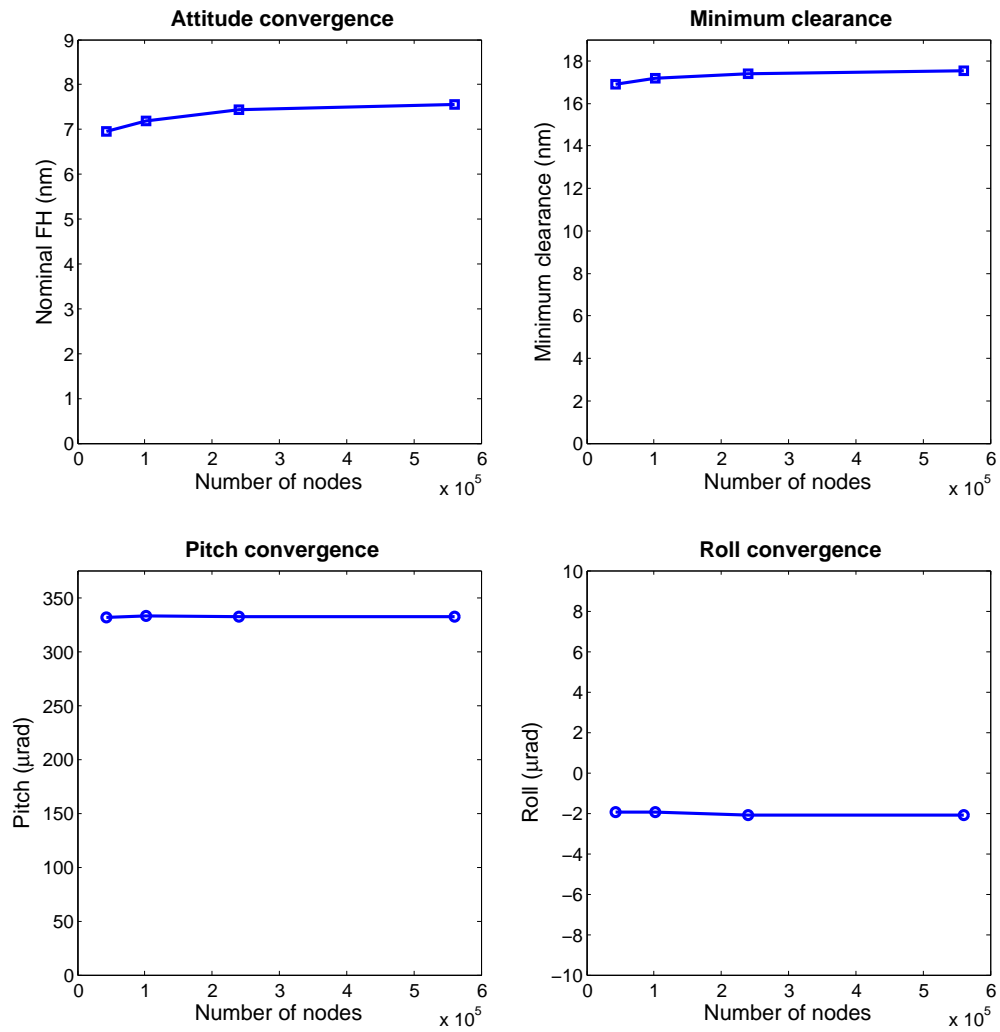 Attitude convergence
Nominal FH (nm)
9
8
7
6
5
4
3
2
1
0
0 1 2 3 4 5 6
Number of nodes
x 10^5
Minimum clearance
Minimum clearance (nm)
18
16
14
12
10
8
6
4
2
0
0 1 2 3 4 5 6
Number of nodes
x 10^5
Pitch convergence
Pitch (µrad)
350
300
250
200
150
100
50
0
0 1 2 3 4 5 6
Number of nodes
x 10^5
Roll convergence
Roll (µrad)
10
8
6
4
2
0
−2
−4
−6
−8
−10
0 1 2 3 4 5 6
Number of nodes
x 10^5